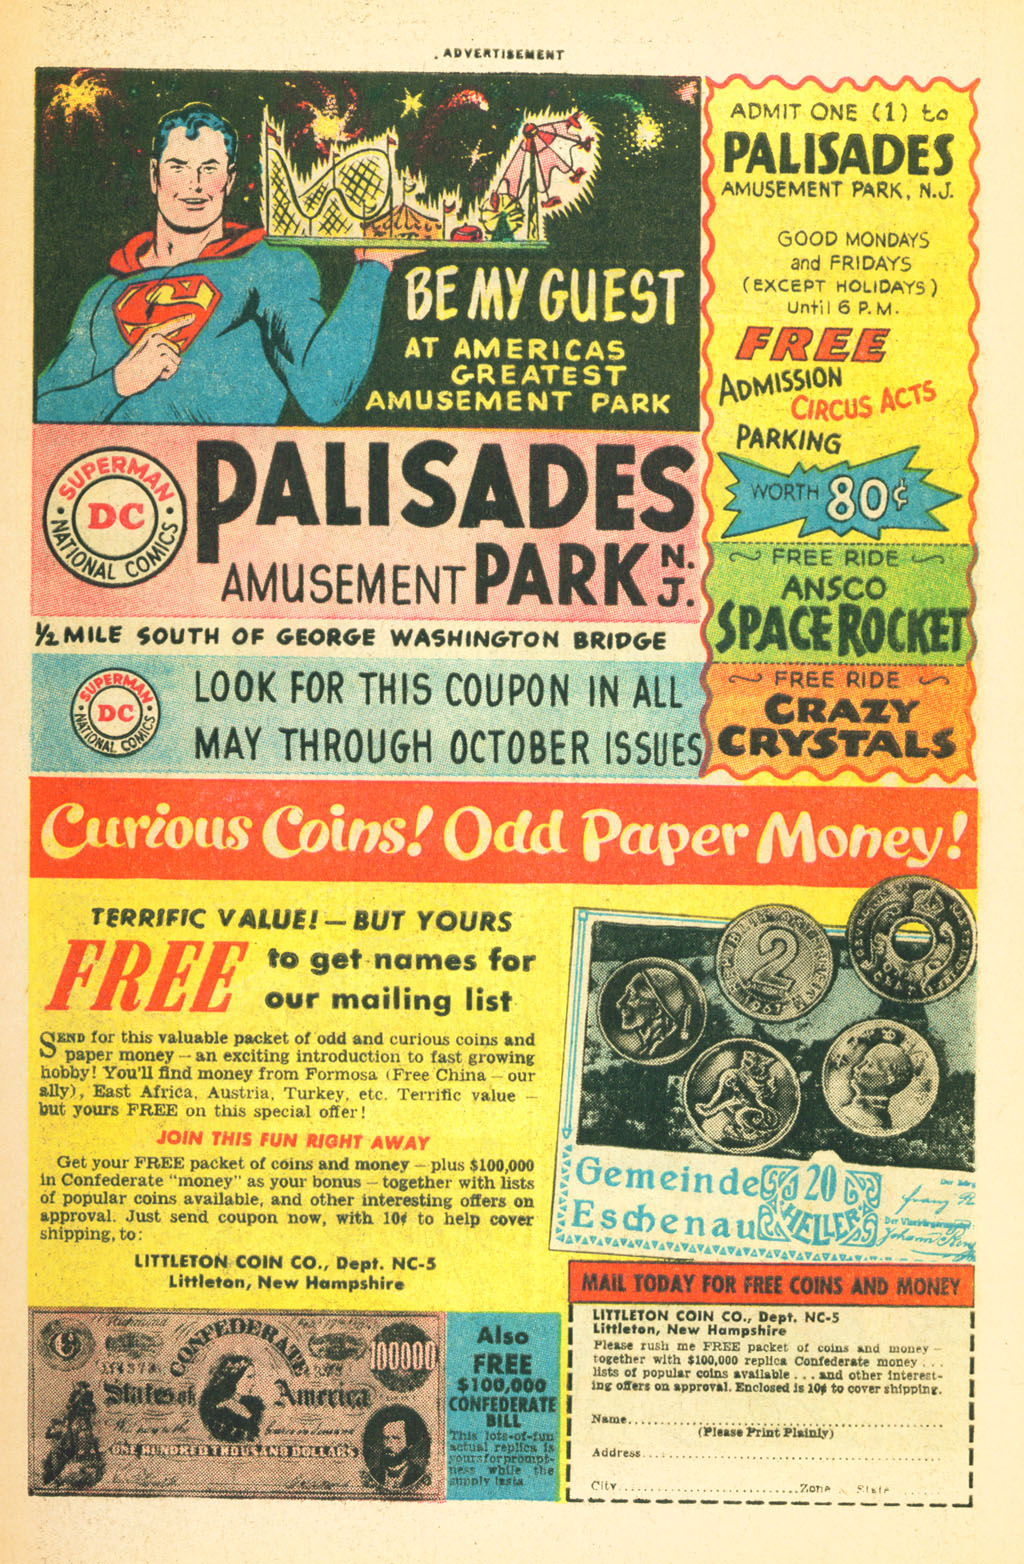 ADVERTISEMENT
BE MY GUEST
AT AMERICAS
GREATEST
AMUSEMENT PARK
SUPERMAN
DC
NATIONAL COMICS
PALISADES
AMUSEMENT PARK N. J.
½ MILE SOUTH OF GEORGE WASHINGTON BRIDGE
SUPERMAN
DC
NATIONAL COMICS
LOOK FOR THIS COUPON IN ALL
MAY THROUGH OCTOBER ISSUES
ADMIT ONE (1) to
PALISADES
AMUSEMENT PARK, N.J.
GOOD MONDAYS
and FRIDAYS
(EXCEPT HOLIDAYS)
Until 6 P.M.
FREE
ADMISSION
CIRCUS ACTS
PARKING
WORTH 80¢
FREE RIDE
ANSCO
SPACE ROCKET
FREE RIDE
CRAZY
CRYSTALS
Curious Coins! Odd Paper Money!
TERRIFIC VALUE! — BUT YOURS
FREE to get names for
our mailing list
SEND for this valuable packet of odd and curious coins and
paper money — an exciting introduction to fast growing
hobby! You'll find money from Formosa (Free China — our
ally), East Africa, Austria, Turkey, etc. Terrific value —
but yours FREE on this special offer!
JOIN THIS FUN RIGHT AWAY
Get your FREE packet of coins and money — plus $100,000
in Confederate "money" as your bonus — together with lists
of popular coins available, and other interesting offers on
approval. Just send coupon now, with 10¢ to help cover
shipping, to:
LITTLETON COIN CO., Dept. NC-5
Littleton, New Hampshire
2
1961
Gemeinde
Eschenau
20
HELLER
CONFEDERATE
States of America
100000
ONE HUNDRED THOUSAND DOLLARS
Also
FREE
$100,000
CONFEDERATE
BILL
This lots-of-fun
actual replica is
yours for prompt-
ness while the
supply lasts.
MAIL TODAY FOR FREE COINS AND MONEY
LITTLETON COIN CO., Dept. NC-5
Littleton, New Hampshire
Please rush me FREE packet of coins and money —
together with $100,000 replica Confederate money . . .
lists of popular coins available . . . and other interest-
ing offers on approval. Enclosed is 10¢ to cover shipping.
Name
(Please Print Plainly)
Address
City Zone State